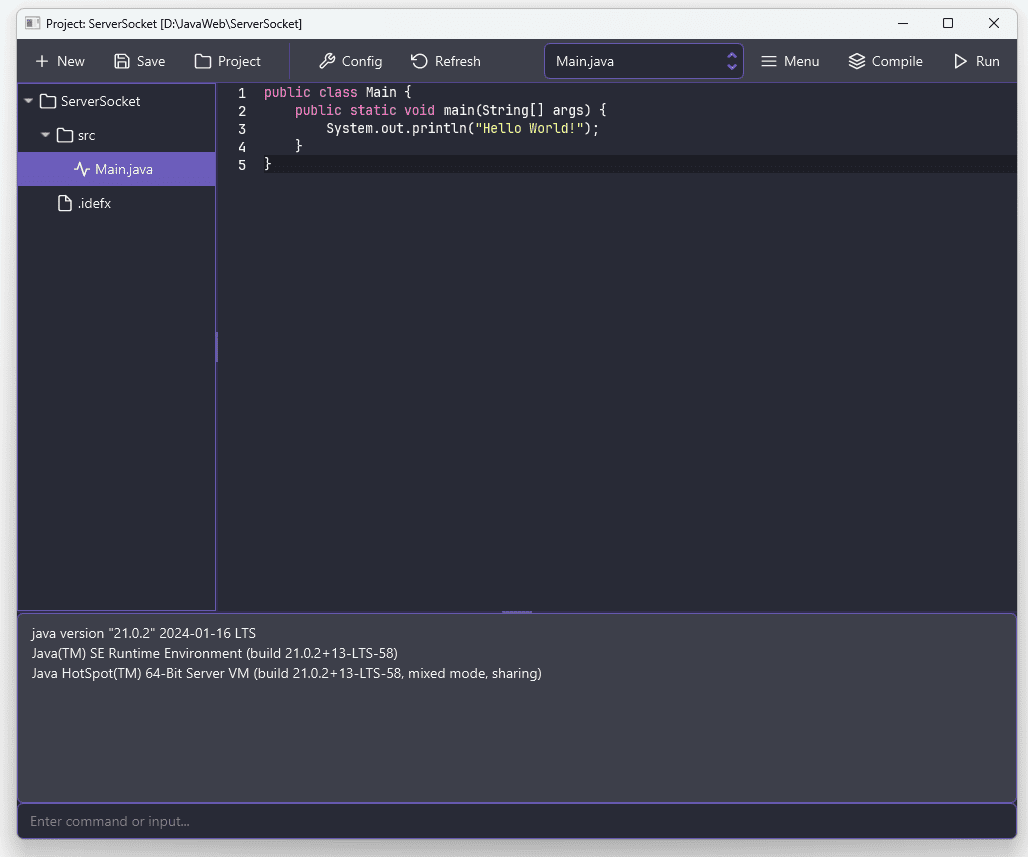 Project: ServerSocket [D:\JavaWeb\ServerSocket]
New Save Project Config Refresh Main.java Menu Compile Run
ServerSocket
src
Main.java
.idefx
1 public class Main {
2     public static void main(String[] args) {
3         System.out.println("Hello World!");
4     }
5 }
java version "21.0.2" 2024-01-16 LTS
Java(TM) SE Runtime Environment (build 21.0.2+13-LTS-58)
Java HotSpot(TM) 64-Bit Server VM (build 21.0.2+13-LTS-58, mixed mode, sharing)
Enter command or input...